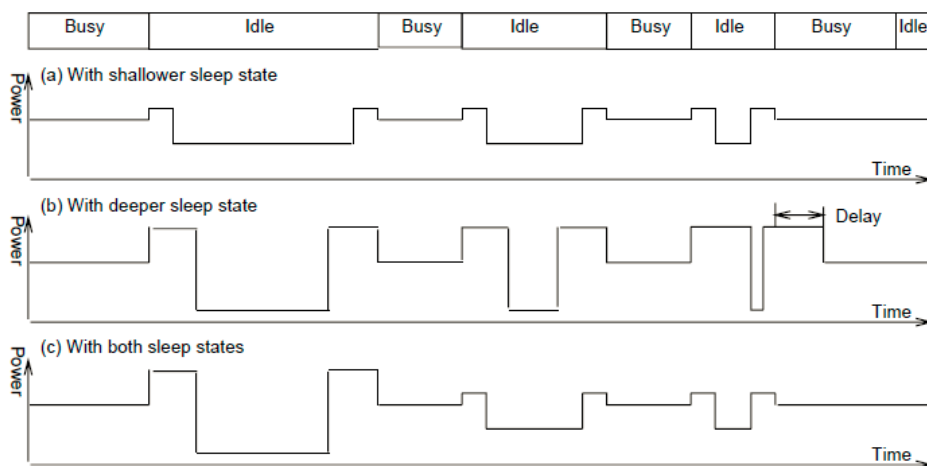 Busy Idle Busy Idle Busy Idle Busy Idle
(a) With shallower sleep state
Power
Time
(b) With deeper sleep state
Delay
Power
Time
(c) With both sleep states
Power
Time